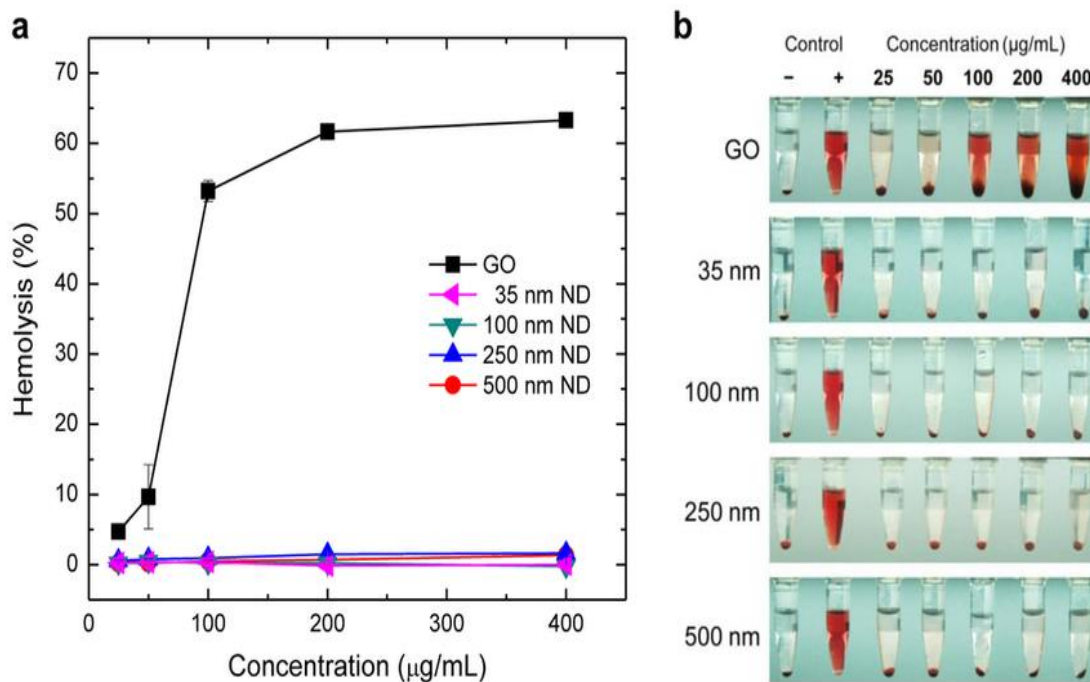 a
70
60
50
40
30
20
10
0
Hemolysis (%)
GO
35 nm ND
100 nm ND
250 nm ND
500 nm ND
0 100 200 300 400
Concentration (μg/mL)
b
Control Concentration (μg/mL)
− + 25 50 100 200 400
GO
35 nm
100 nm
250 nm
500 nm